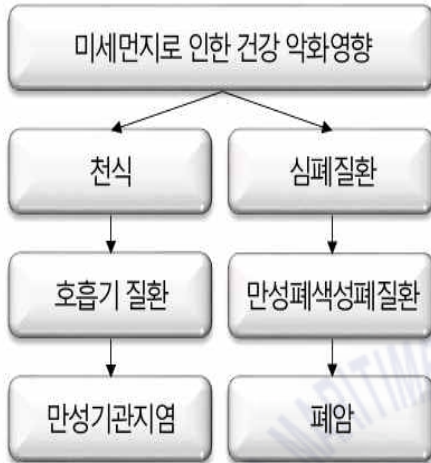 미세먼지로 인한 건강 악화영향
천식
심폐질환
호흡기 질환
만성폐색성폐질환
만성기관지염
폐암
MARITIME